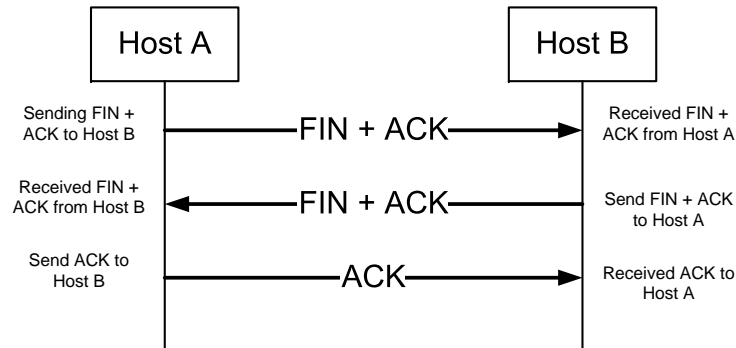 Host A
Host B
Sending FIN +
ACK to Host B
FIN + ACK
Received FIN +
ACK from Host A
Received FIN +
ACK from Host B
FIN + ACK
Send FIN + ACK
to Host A
Send ACK to
Host B
ACK
Received ACK to
Host A